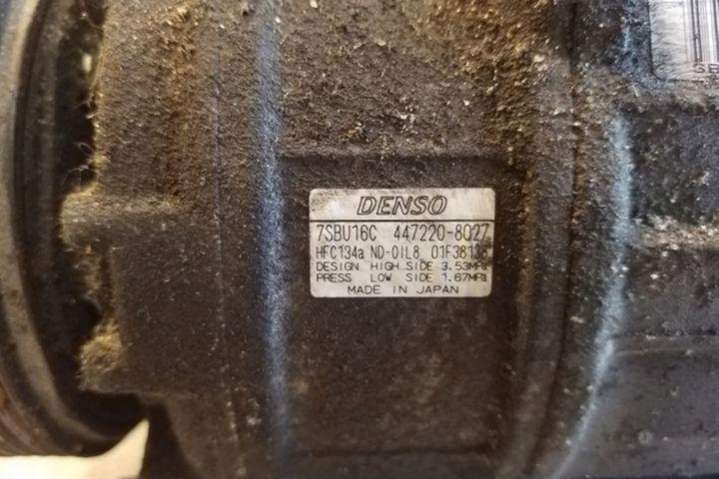 DENSO
7SBU16C 447220-8027
HFC134a ND-OIL8 01F38138
DESIGN HIGH SIDE 3.53MPa
PRESS LOW SIDE 1.67MPa
MADE IN JAPAN